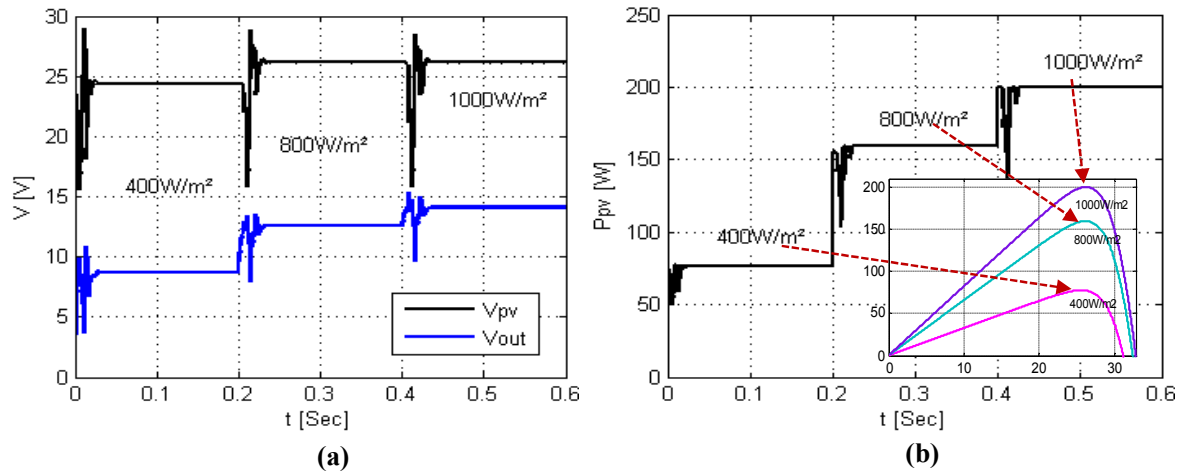 30
25
20
15
10
5
0
V [V]
400W/m²
800W/m²
1000W/m²
Vpv
Vout
0 0.1 0.2 0.3 0.4 0.5 0.6
t [Sec]
(a)
250
200
150
100
50
0
Ppv [W]
400W/m²
800W/m²
1000W/m²
200
150
100
50
0
1000W/m2
800W/m2
400W/m2
0 10 20 30
0 0.1 0.2 0.3 0.4 0.5 0.6
t [Sec]
(b)